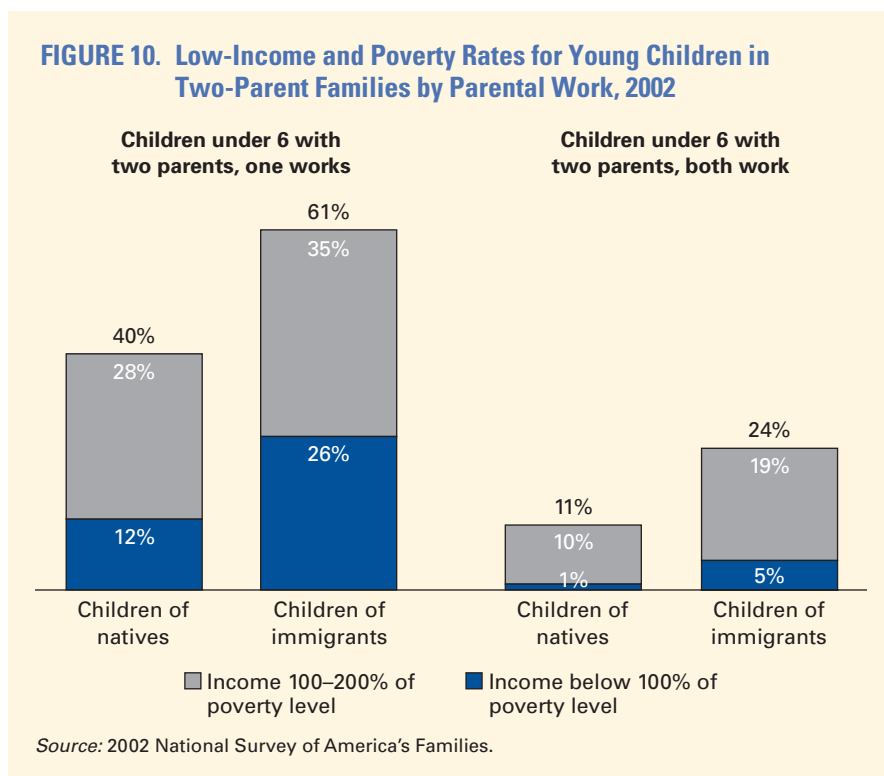 FIGURE 10. Low-Income and Poverty Rates for Young Children in
Two-Parent Families by Parental Work, 2002
Children under 6 with
two parents, one works
Children under 6 with
two parents, both work
61%
35%
40%
28%
26%
12%
24%
19%
11%
10%
1%
5%
Children of
natives
Children of
immigrants
Children of
natives
Children of
immigrants
Income 100–200% of
poverty level
Income below 100% of
poverty level
Source: 2002 National Survey of America's Families.